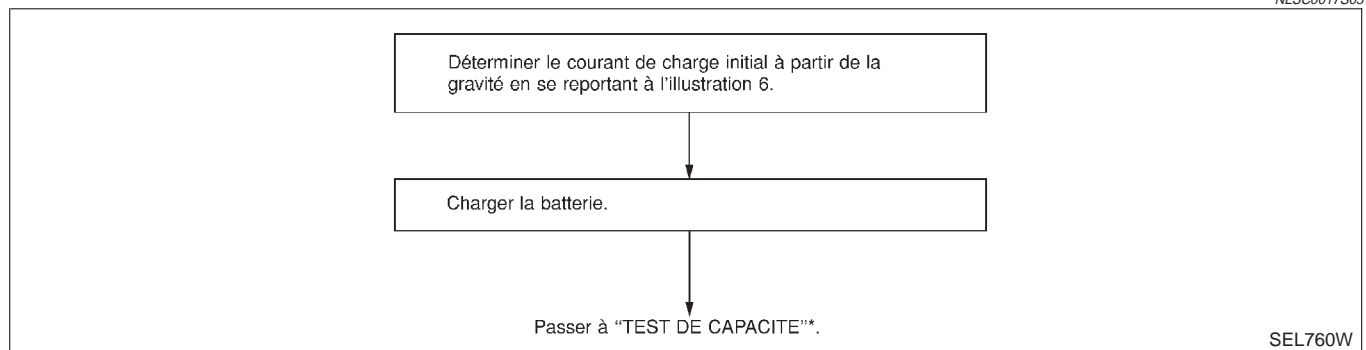 Déterminer le courant de charge initial à partir de la
gravité en se reportant à l'illustration 6.
Charger la batterie.
Passer à “TEST DE CAPACITE”*.
SEL760W